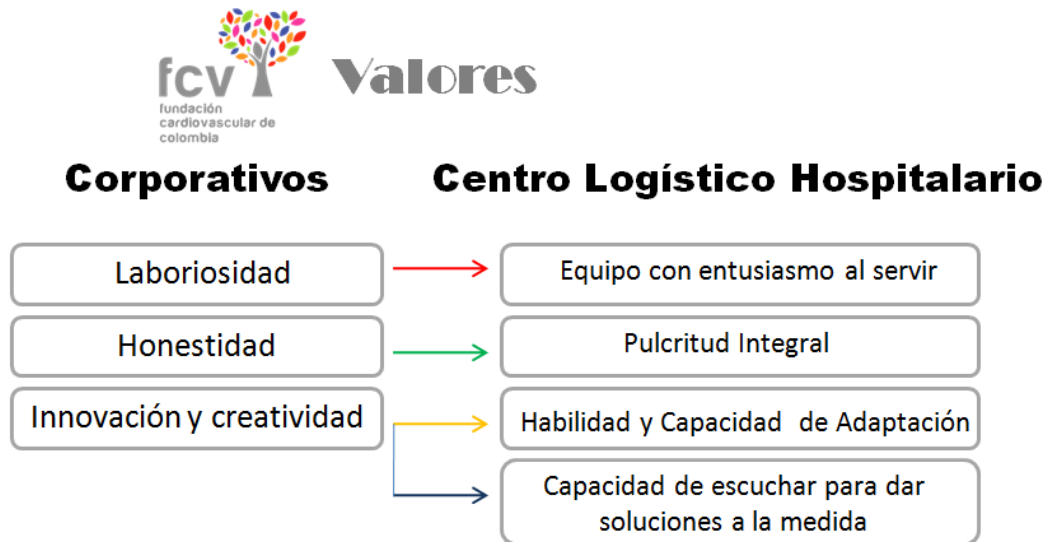 fcv
fundación
cardiovascular de
colombia
Valores
Corporativos
Centro Logístico Hospitalario
Laboriosidad
Equipo con entusiasmo al servir
Honestidad
Pulcritud Integral
Innovación y creatividad
Habilidad y Capacidad de Adaptación
Capacidad de escuchar para dar
soluciones a la medida